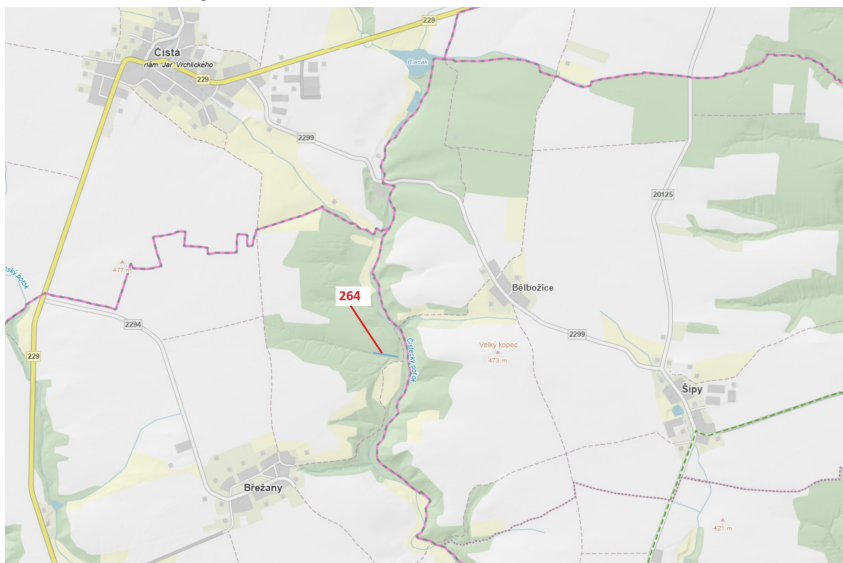 229
Čistá
nám. Jar. Vrchlického
229
229
2299
20125
477 m
264
Bělbožice
2294
2299
229
Čistecký potok
Velký kopec
473 m
Šípy
Břežany
421 m